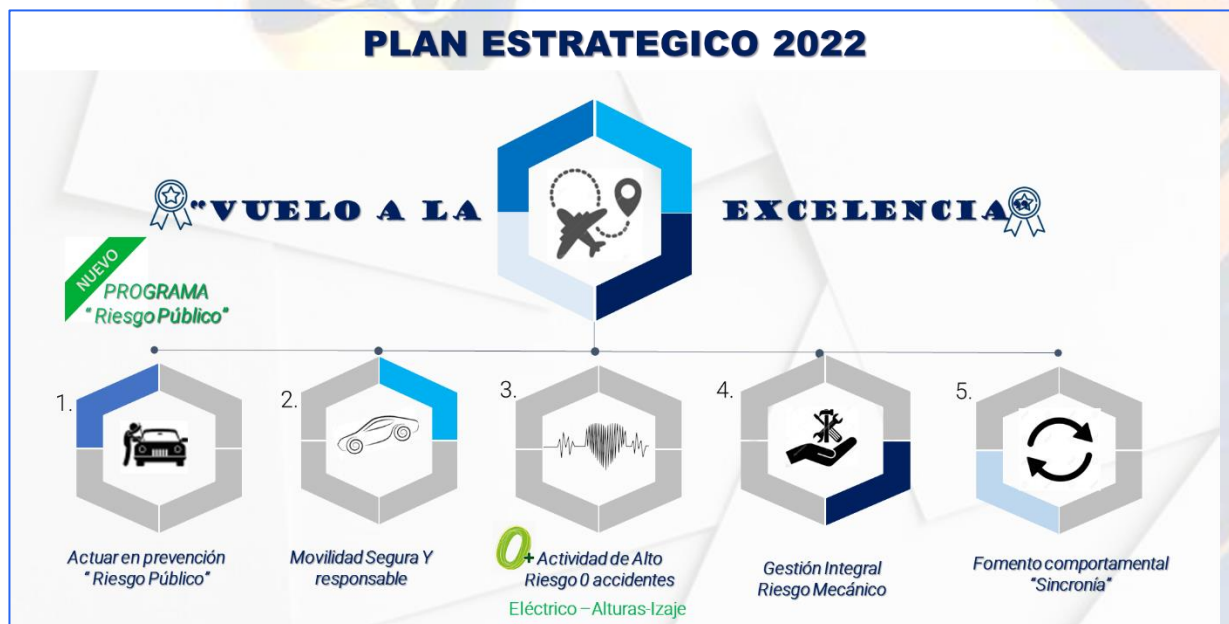 PLAN ESTRATEGICO 2022
“VUELO A LA EXCELENCIA“
NUEVO
PROGRAMA
“ Riesgo Público”
1.
2.
3.
4.
5.
Actuar en prevención
“ Riesgo Público”
Movilidad Segura Y
responsable
0+ Actividad de Alto
Riesgo 0 accidentes
Eléctrico – Alturas-Izaje
Gestión Integral
Riesgo Mecánico
Fomento comportamental
“Sincronía”